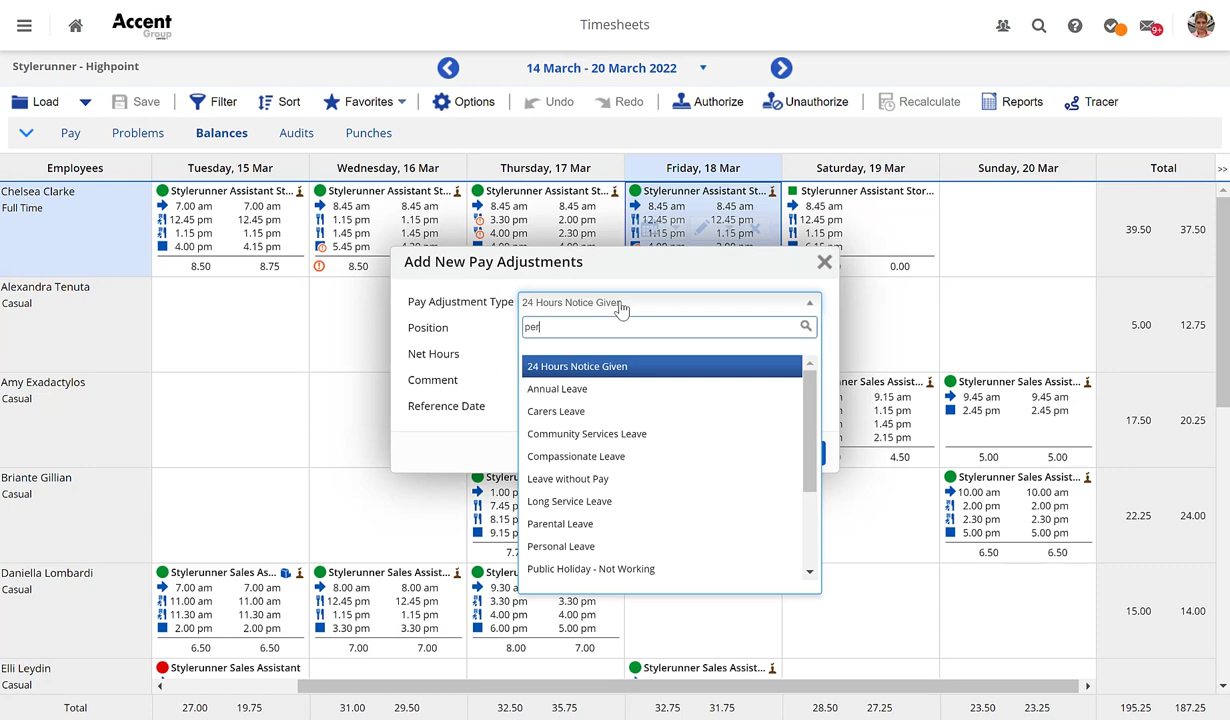 Accent
Group
Timesheets
9+
Stylerunner - Highpoint
14 March - 20 March 2022
Load Save Filter Sort Favorites Options Undo Redo Authorize Unauthorize Recalculate Reports Tracer
Pay Problems Balances Audits Punches
Employees Tuesday, 15 Mar Wednesday, 16 Mar Thursday, 17 Mar Friday, 18 Mar Saturday, 19 Mar Sunday, 20 Mar Total >>
Chelsea Clarke Stylerunner Assistant St... Stylerunner Assistant St... Stylerunner Assistant St... Stylerunner Assistant St... Stylerunner Assistant Stor...
Full Time 7.00 am 7.00 am 8.45 am 8.45 am 8.45 am 8.45 am 8.45 am 8.45 am 8.45 am
12.45 pm 12.45 pm 1.15 pm 1.15 pm 3.30 pm 2.00 pm 12.45 pm 12.45 pm 12.45 pm
1.15 pm 1.15 pm 1.45 pm 1.45 pm 4.00 pm 2.30 pm 1.15 pm 1.15 pm 1.15 pm 39.50 37.50
4.00 pm 4.15 pm 5.45 pm
8.50 8.75 8.50 0.00
Add New Pay Adjustments
Alexandra Tenuta
Casual
Pay Adjustment Type 24 Hours Notice Given
Position per 5.00 12.75
Net Hours
24 Hours Notice Given
Comment
Annual Leave
Reference Date
Carers Leave
Community Services Leave
Compassionate Leave
Leave without Pay
Long Service Leave
Parental Leave
Personal Leave
Public Holiday - Not Working
Amy Exadactylos ner Sales Assist... Stylerunner Sales Assist...
Casual 9.15 am 9.45 am 9.45 am
1.15 pm 2.45 pm 2.45 pm
1.45 pm 17.50 20.25
2.15 pm
4.50 5.00 5.00
Briante Gillian Styleru Stylerunner Sales Assist...
Casual 1.00 p 10.00 am 10.00 am
7.45 p 2.00 pm 2.00 pm
8.15 p 2.30 pm 2.30 pm 22.25 24.00
9.15 p 5.00 pm 5.00 pm
7.7 6.50 6.50
Daniella Lombardi Stylerunner Sales As... Stylerunner Sales Assist... Styleru
Casual 7.00 am 7.00 am 8.00 am 8.00 am 9.30 a
11.00 am 11.00 am 12.45 pm 12.45 pm 3.30 pm 3.30 pm
11.30 am 11.30 am 1.15 pm 1.15 pm 4.00 pm 4.00 pm 15.00 14.00
2.00 pm 2.00 pm 3.30 pm 3.30 pm 6.00 pm 5.00 pm
6.50 6.50 7.00 7.00 8.00 7.00
Elli Leydin Stylerunner Sales Assistant Stylerunner Sales Assist...
Casual
Total 27.00 19.75 31.00 29.50 32.50 35.75 32.75 31.75 28.50 27.25 23.50 23.25 195.25 187.25